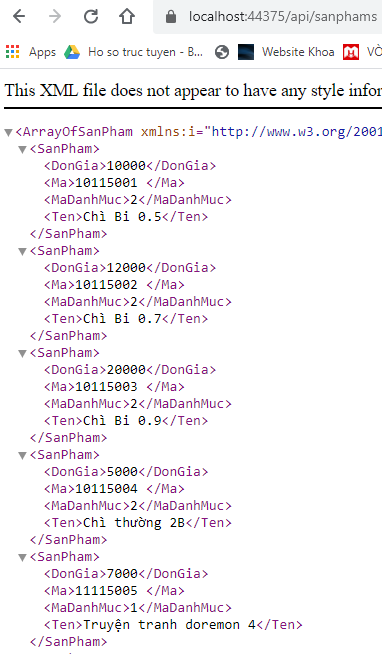 localhost:44375/api/sanphams
Apps Ho so truc tuyen - B... Website Khoa VÒ
This XML file does not appear to have any style infor
<ArrayOfSanPham xmlns:i="http://www.w3.org/2001
<SanPham>
<DonGia>10000</DonGia>
<Ma>10115001 </Ma>
<MaDanhMuc>2</MaDanhMuc>
<Ten>Chì Bi 0.5</Ten>
</SanPham>
<SanPham>
<DonGia>12000</DonGia>
<Ma>10115002 </Ma>
<MaDanhMuc>2</MaDanhMuc>
<Ten>Chì Bi 0.7</Ten>
</SanPham>
<SanPham>
<DonGia>20000</DonGia>
<Ma>10115003 </Ma>
<MaDanhMuc>2</MaDanhMuc>
<Ten>Chì Bi 0.9</Ten>
</SanPham>
<SanPham>
<DonGia>5000</DonGia>
<Ma>10115004 </Ma>
<MaDanhMuc>2</MaDanhMuc>
<Ten>Chì thường 2B</Ten>
</SanPham>
<SanPham>
<DonGia>7000</DonGia>
<Ma>11115005 </Ma>
<MaDanhMuc>1</MaDanhMuc>
<Ten>Truyện tranh doremon 4</Ten>
</SanPham>